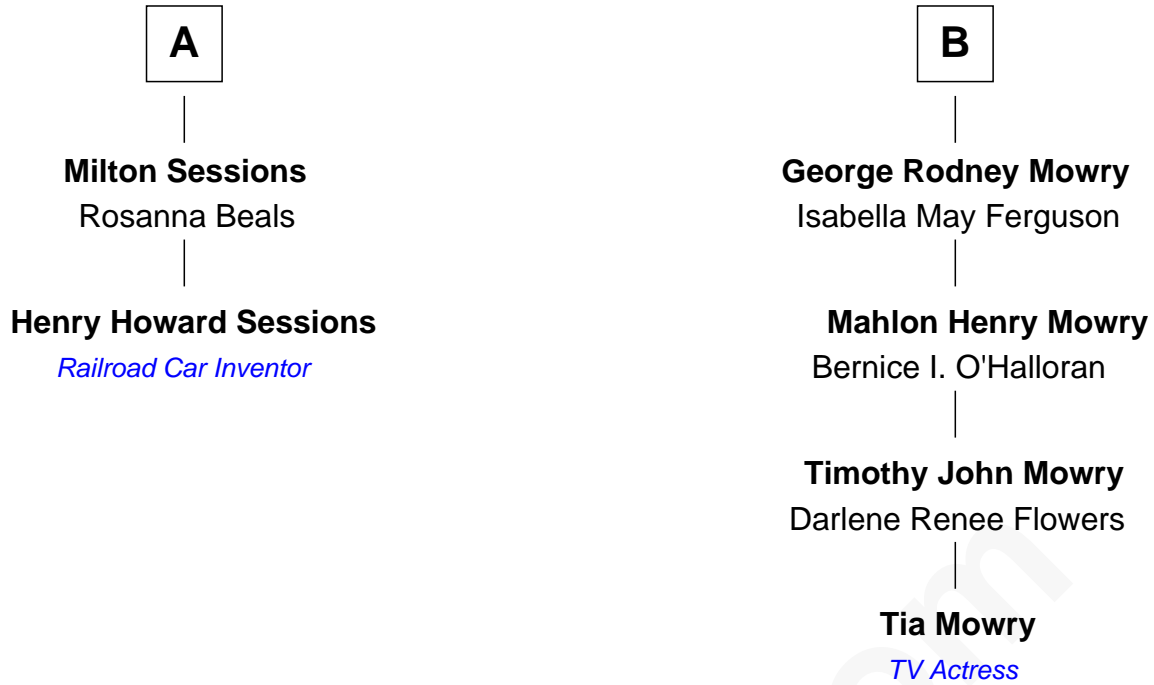 A
Milton Sessions
Rosanna Beals
Henry Howard Sessions
Railroad Car Inventor
B
George Rodney Mowry
Isabella May Ferguson
Mahlon Henry Mowry
Bernice I. O'Halloran
Timothy John Mowry
Darlene Renee Flowers
Tia Mowry
TV Actress